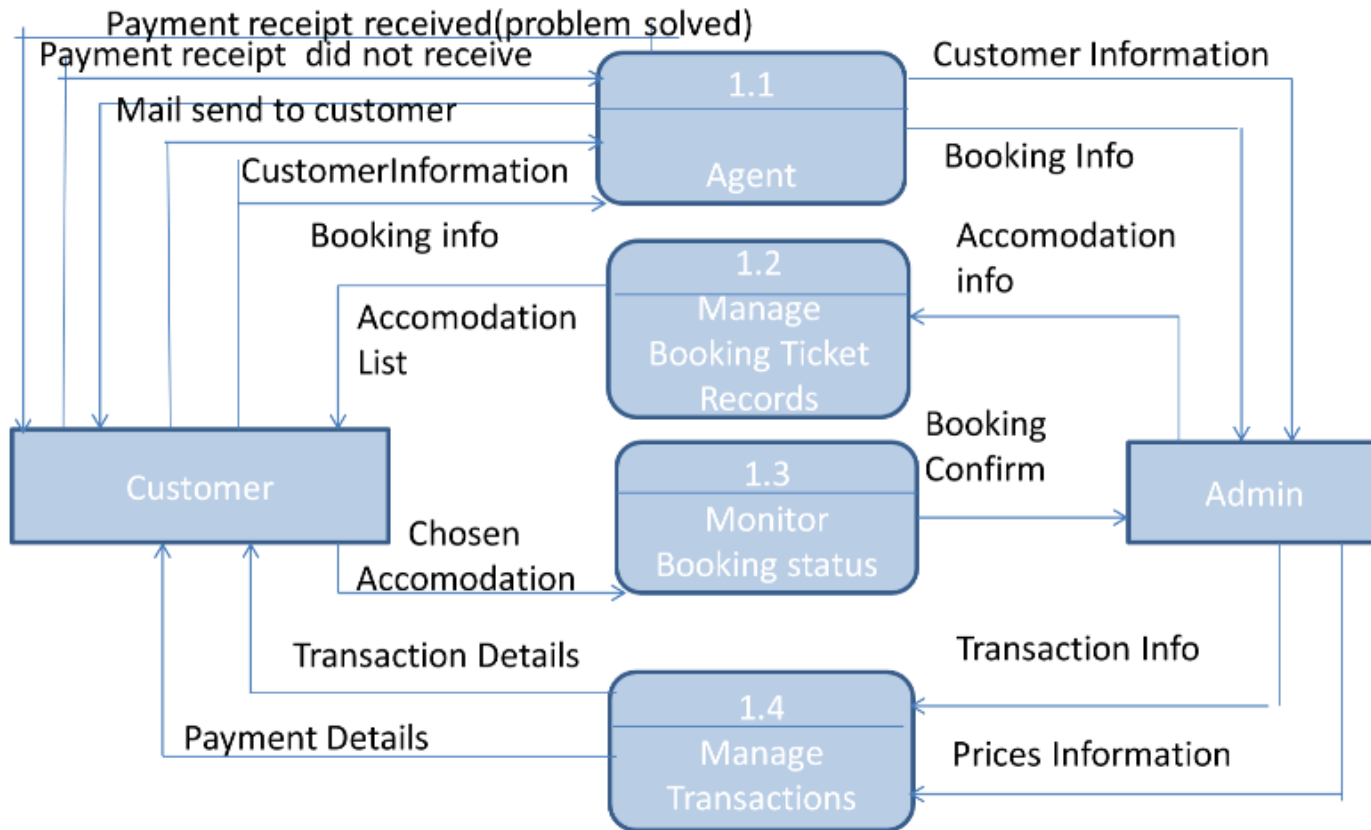 Payment receipt received(problem solved)
Payment receipt  did not receive
Mail send to customer
CustomerInformation
Booking info
1.1
Agent
Customer Information
Booking Info
Accomodation
info
1.2
Manage
Booking Ticket
Records
Accomodation
List
Customer
1.3
Monitor
Booking status
Booking
Confirm
Admin
Chosen
Accomodation
Transaction Details
Payment Details
1.4
Manage
Transactions
Transaction Info
Prices Information